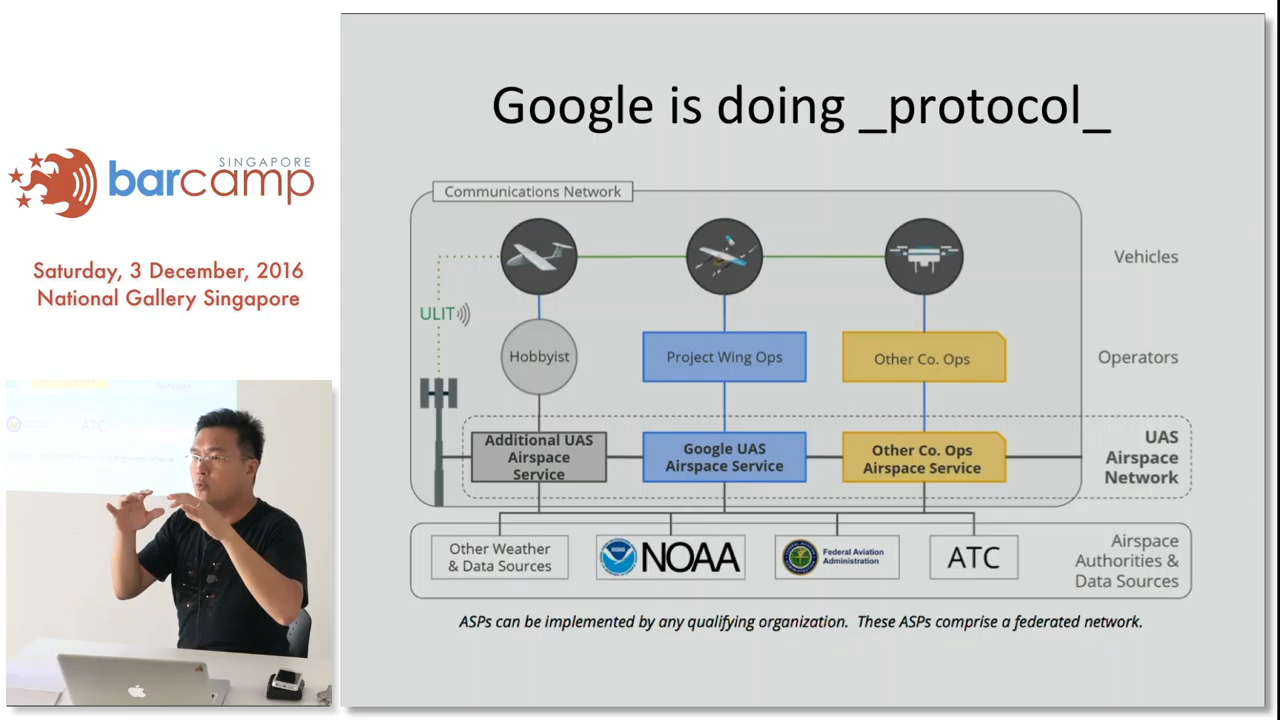 SINGAPORE
barcamp
Saturday, 3 December, 2016
National Gallery Singapore
Google is doing _protocol_
Communications Network
Vehicles
ULIT
Hobbyist
Project Wing Ops
Other Co. Ops
Operators
Additional UAS
Airspace
Service
Google UAS
Airspace Service
Other Co. Ops
Airspace Service
UAS
Airspace
Network
Other Weather
& Data Sources
NOAA
Federal Aviation
Administration
ATC
Airspace
Authorities &
Data Sources
ASPs can be implemented by any qualifying organization. These ASPs comprise a federated network.
ATC